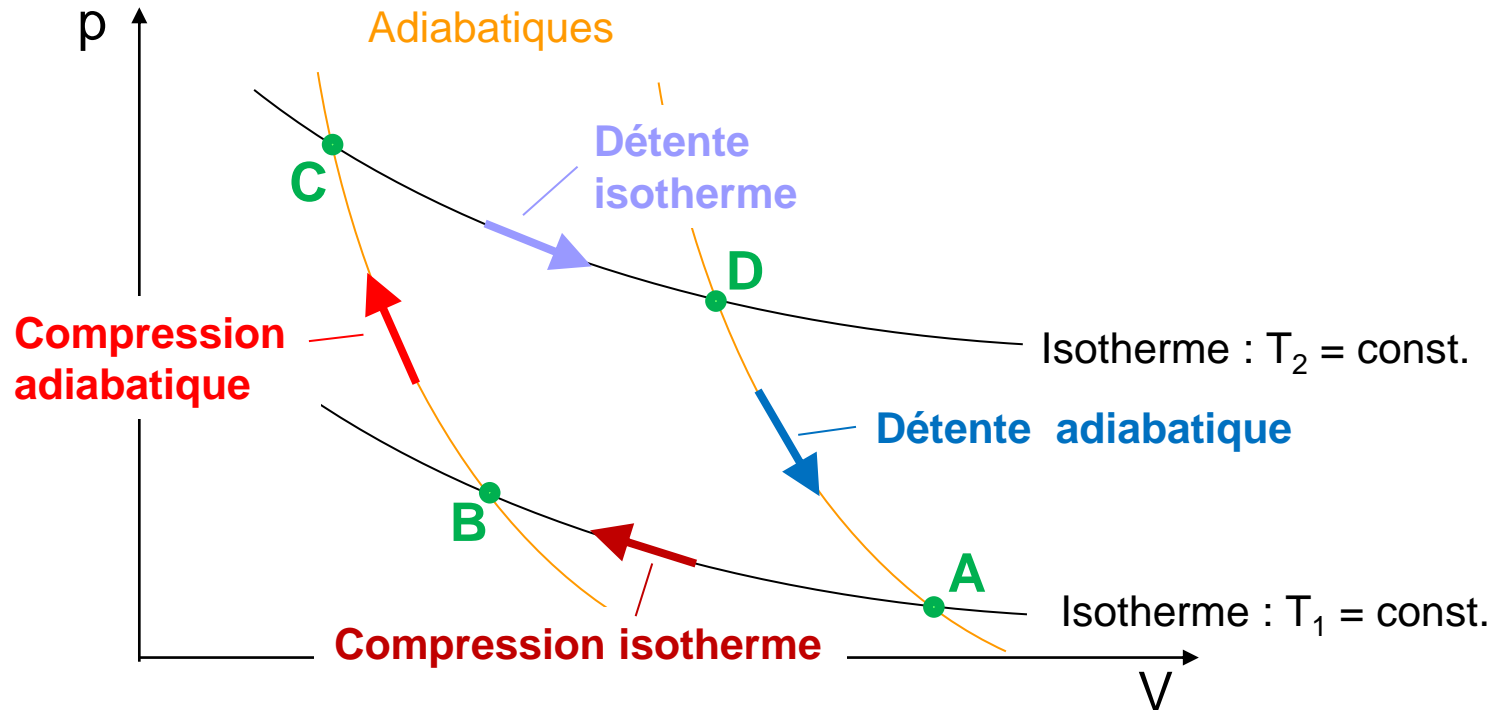 p
Adiabatiques
Détente
isotherme
C
D
Compression
adiabatique
Isotherme : T₂ = const.
Détente adiabatique
B
A
Isotherme : T₁ = const.
Compression isotherme
V